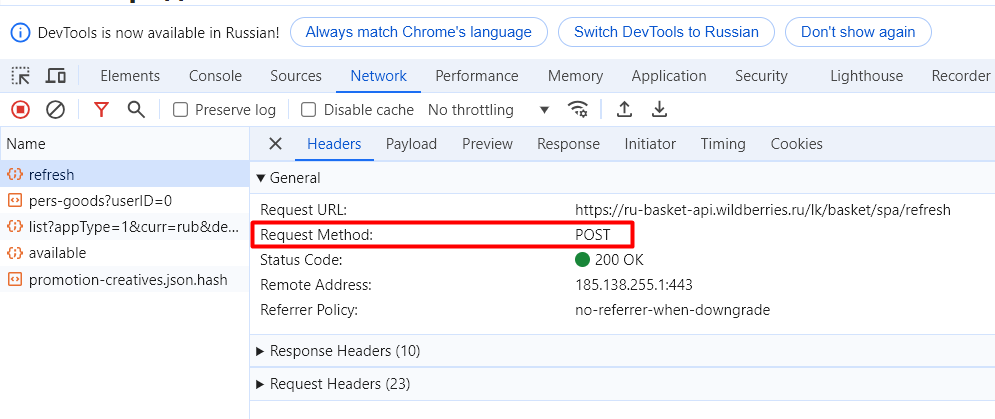 DevTools is now available in Russian! Always match Chrome's language Switch DevTools to Russian Don't show again
Elements Console Sources Network Performance Memory Application Security Lighthouse Recorder
Preserve log Disable cache No throttling
Name
refresh
pers-goods?userID=0
list?appType=1&curr=rub&de...
available
promotion-creatives.json.hash
Headers Payload Preview Response Initiator Timing Cookies
General
Request URL: https://ru-basket-api.wildberries.ru/lk/basket/spa/refresh
Request Method: POST
Status Code: 200 OK
Remote Address: 185.138.255.1:443
Referrer Policy: no-referrer-when-downgrade
Response Headers (10)
Request Headers (23)